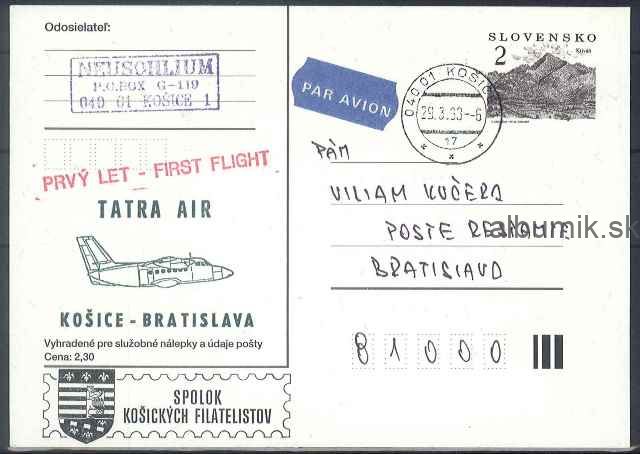 Odosielateľ:
NEUSOHLIUM
P.O.BOX G-119
040 01 KOŠICE 1
PRVÝ LET - FIRST FLIGHT
TATRA AIR
KOŠICE - BRATISLAVA
Vyhradené pre služobné nálepky a údaje pošty
Cena: 2,30
SPOLOK
KOŠICKÝCH FILATELISTOV
PAR AVION
040 01 KOŠICE
29.3.93--6
17
SLOVENSKO
2
Kriváň
PÁN
VILIAM KUČERA
POSTE RESTANTE
BRATISLAVA
81000
albumik.sk